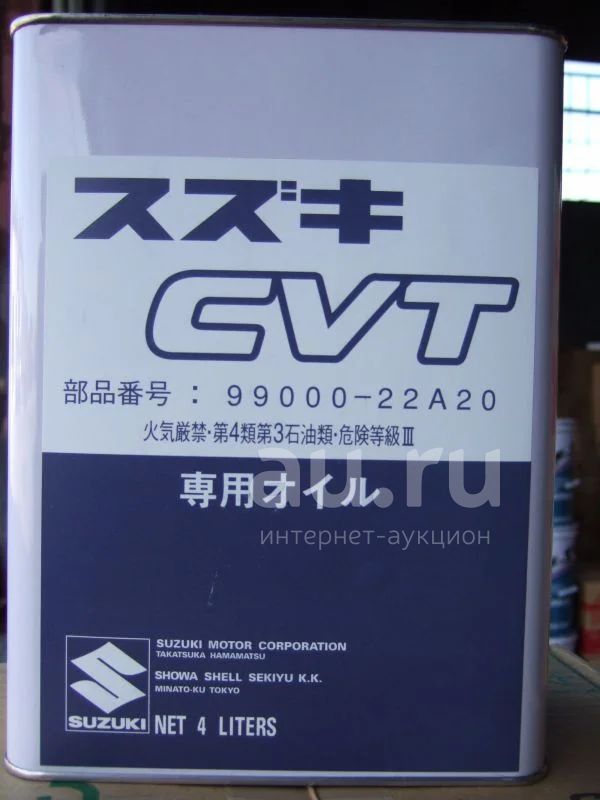 スズキ
CVT
部品番号 : 99000-22A20
火気厳禁・第4類第3石油類・危険等級Ⅲ
専用オイル
au.ru
интернет-аукцион
SUZUKI MOTOR CORPORATION
TAKATSUKA HAMAMATSU
SHOWA SHELL SEKIYU K.K.
MINATO-KU TOKYO
SUZUKI
NET 4 LITERS